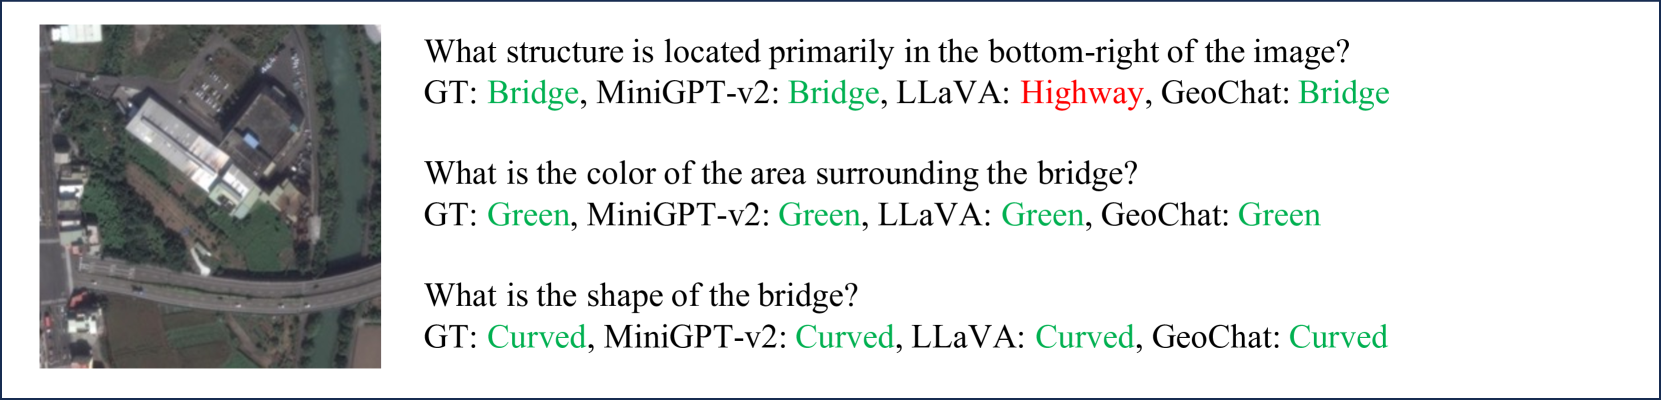 What structure is located primarily in the bottom-right of the image?
GT: Bridge, MiniGPT-v2: Bridge, LLaVA: Highway, GeoChat: Bridge
What is the color of the area surrounding the bridge?
GT: Green, MiniGPT-v2: Green, LLaVA: Green, GeoChat: Green
What is the shape of the bridge?
GT: Curved, MiniGPT-v2: Curved, LLaVA: Curved, GeoChat: Curved